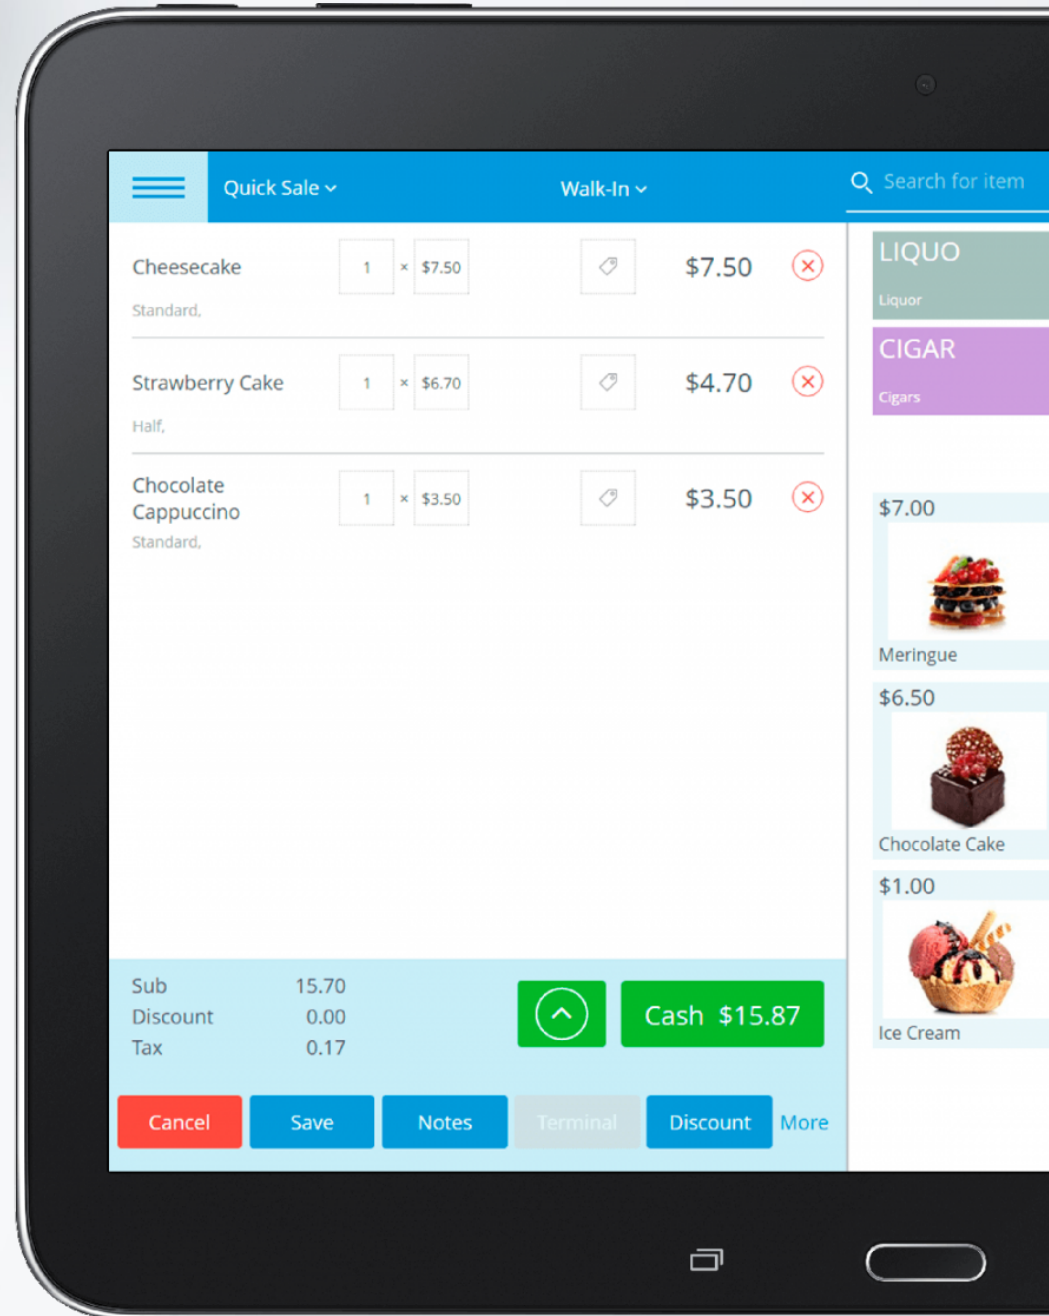 Quick Sale
Walk-In
Search for item
Cheesecake 1 × $7.50 $7.50
Standard,
Strawberry Cake 1 × $6.70 $4.70
Half,
Chocolate
Cappuccino 1 × $3.50 $3.50
Standard,
Sub 15.70
Discount 0.00
Tax 0.17
Cash $15.87
Cancel
Save
Notes
Terminal
Discount
More
LIQUO
Liquor
CIGAR
Cigars
$7.00
Meringue
$6.50
Chocolate Cake
$1.00
Ice Cream